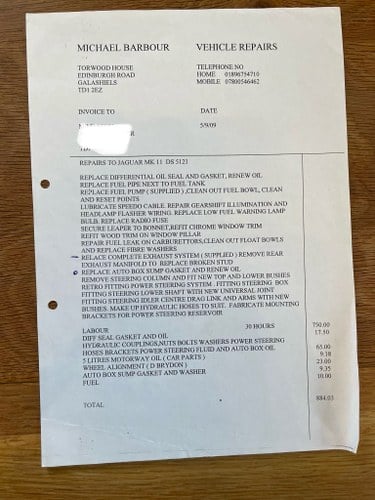 MICHAEL BARBOUR VEHICLE REPAIRS
TORWOOD HOUSE TELEPHONE NO
EDINBURGH ROAD HOME 01896754710
GALASHIELS MOBILE 07800546462
TD1 2EZ
INVOICE TO DATE
5/9/09
REPAIRS TO JAGUAR MK 11 DS 5121
REPLACE DIFFERENTIAL OIL SEAL AND GASKET, RENEW OIL
REPLACE FUEL PIPE NEXT TO FUEL TANK
REPLACE FUEL PUMP ( SUPPLIED ) ,CLEAN OUT FUEL BOWL, CLEAN
AND RESET POINTS
LUBRICATE SPEEDO CABLE. REPAIR GEARSHIFT ILLUMINATION AND
HEADLAMP FLASHER WIRING. REPLACE LOW FUEL WARNING LAMP
BULB, REPLACE RADIO FUSE
SECURE LEAPER TO BONNET,REFIT CHROME WINDOW TRIM
REFIT WOOD TRIM ON WINDOW PILLAR
REPAIR FUEL LEAK ON CARBURETTORS,CLEAN OUT FLOAT BOWLS
AND REPLACE FIBRE WASHERS
RELACE COMPLETE EXHAUST SYSTEM ( SUPPLIED ) REMOVE REAR
EXHAUST MANIFOLD TO REPLACE BROKEN STUD
REPLACE AUTO BOX SUMP GASKET AND RENEW OIL
REMOVE STEERING COLUMN AND FIT NEW TOP AND LOWER BUSHES
RETRO FITTING POWER STEERING SYSTEM . FITTING STEERING BOX
FITTING STEERING LOWER SHAFT WITH NEW UNIVERSAL JOINT
FITTING STEERING IDLER CENTRE DRAG LINK AND ARMS WITH NEW
BUSHES. MAKE UP HYDRAULIC HOSES TO SUIT. FABRICATE MOUNTING
BRACKETS FOR POWER STEERING RESERVOIR
LABOUR 30 HOURS 750.00
DIFF SEAL GASKET AND OIL 17.50
HYDRAULIC COUPLINGS,NUTS BOLTS WASHERS POWER STEERING
HOSES BRACKETS POWER STEERING FLUID AND AUTO BOX OIL 65.00
5 LITRES MOTORWAY OIL ( CAR PARTS ) 9.18
WHEEL ALIGNMENT ( D BRYDON ) 23.00
AUTO BOX SUMP GASKET AND WASHER 9.35
FUEL 10.00
TOTAL 884.03